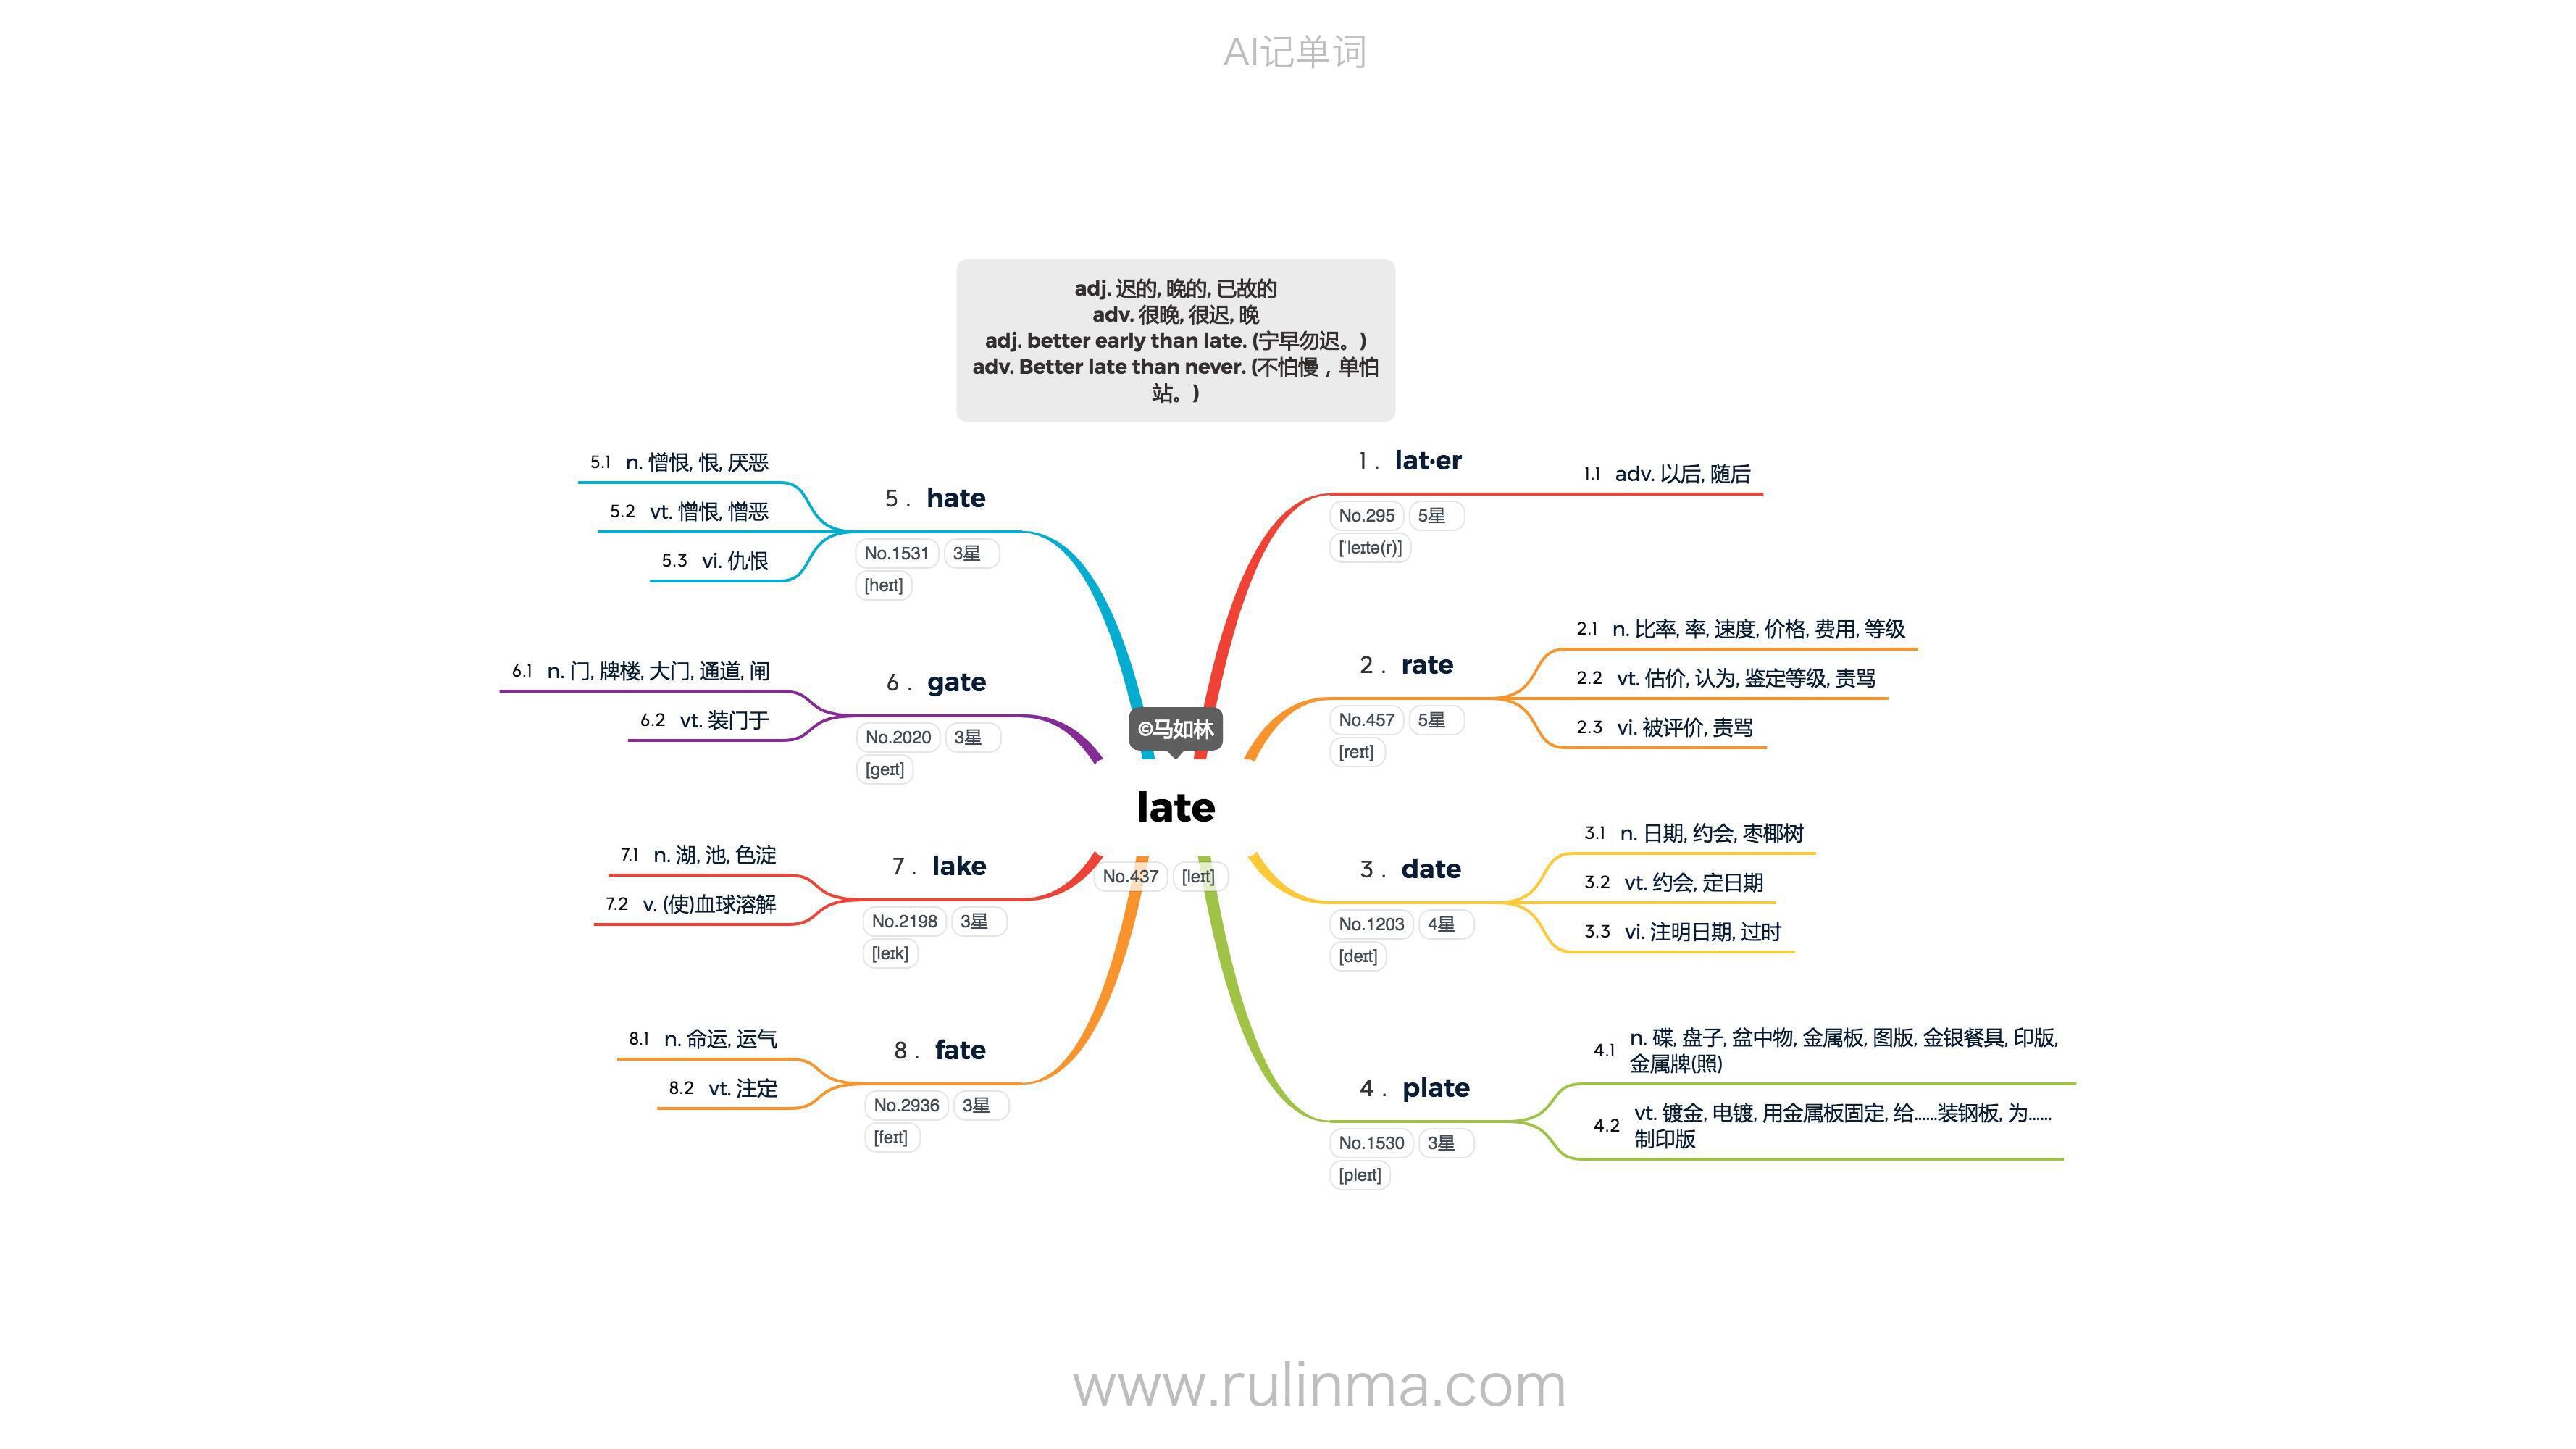 AI记单词
adj. 迟的, 晚的, 已故的
adv. 很晚, 很迟, 晚
adj. better early than late. (宁早勿迟。)
adv. Better late than never. (不怕慢，单怕
站。)
©马如林
late
No.437 [leɪt]
1 . lat·er
No.295 5星
[ˈleɪtə(r)]
1.1 adv. 以后, 随后
2 . rate
No.457 5星
[reɪt]
2.1 n. 比率, 率, 速度, 价格, 费用, 等级
2.2 vt. 估价, 认为, 鉴定等级, 责骂
2.3 vi. 被评价, 责骂
3 . date
No.1203 4星
[deɪt]
3.1 n. 日期, 约会, 枣椰树
3.2 vt. 约会, 定日期
3.3 vi. 注明日期, 过时
4 . plate
No.1530 3星
[pleɪt]
4.1 n. 碟, 盘子, 盆中物, 金属板, 图版, 金银餐具, 印版,
金属牌(照)
4.2 vt. 镀金, 电镀, 用金属板固定, 给......装钢板, 为......
制印版
5 . hate
No.1531 3星
[heɪt]
5.1 n. 憎恨, 恨, 厌恶
5.2 vt. 憎恨, 憎恶
5.3 vi. 仇恨
6 . gate
No.2020 3星
[geɪt]
6.1 n. 门, 牌楼, 大门, 通道, 闸
6.2 vt. 装门于
7 . lake
No.2198 3星
[leɪk]
7.1 n. 湖, 池, 色淀
7.2 v. (使)血球溶解
8 . fate
No.2936 3星
[feɪt]
8.1 n. 命运, 运气
8.2 vt. 注定
www.rulinma.com